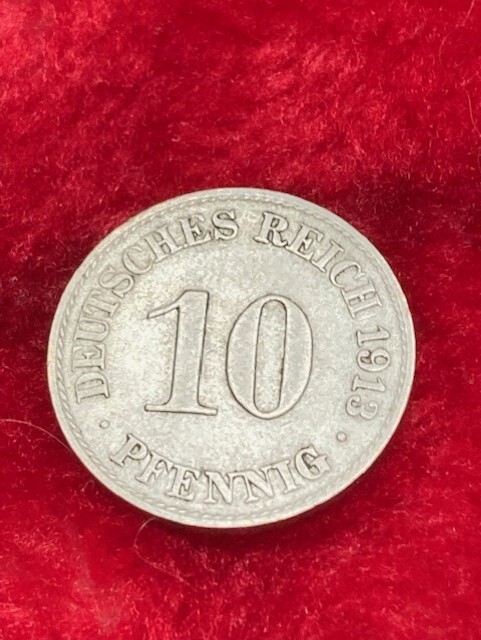 DEUTSCHES REICH 1913
10
· PFENNIG ·